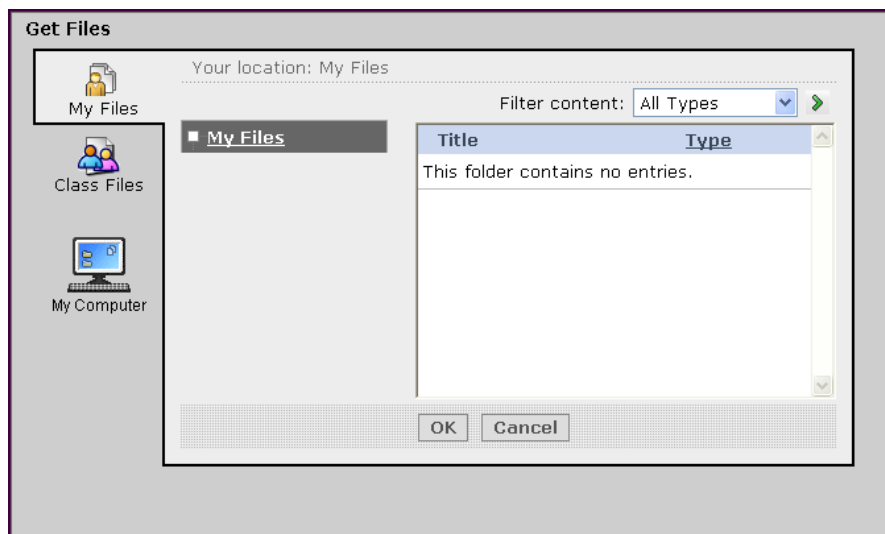 Get Files
My Files
Class Files
My Computer
Your location: My Files
Filter content: All Types
My Files
Title Type
This folder contains no entries.
OK Cancel